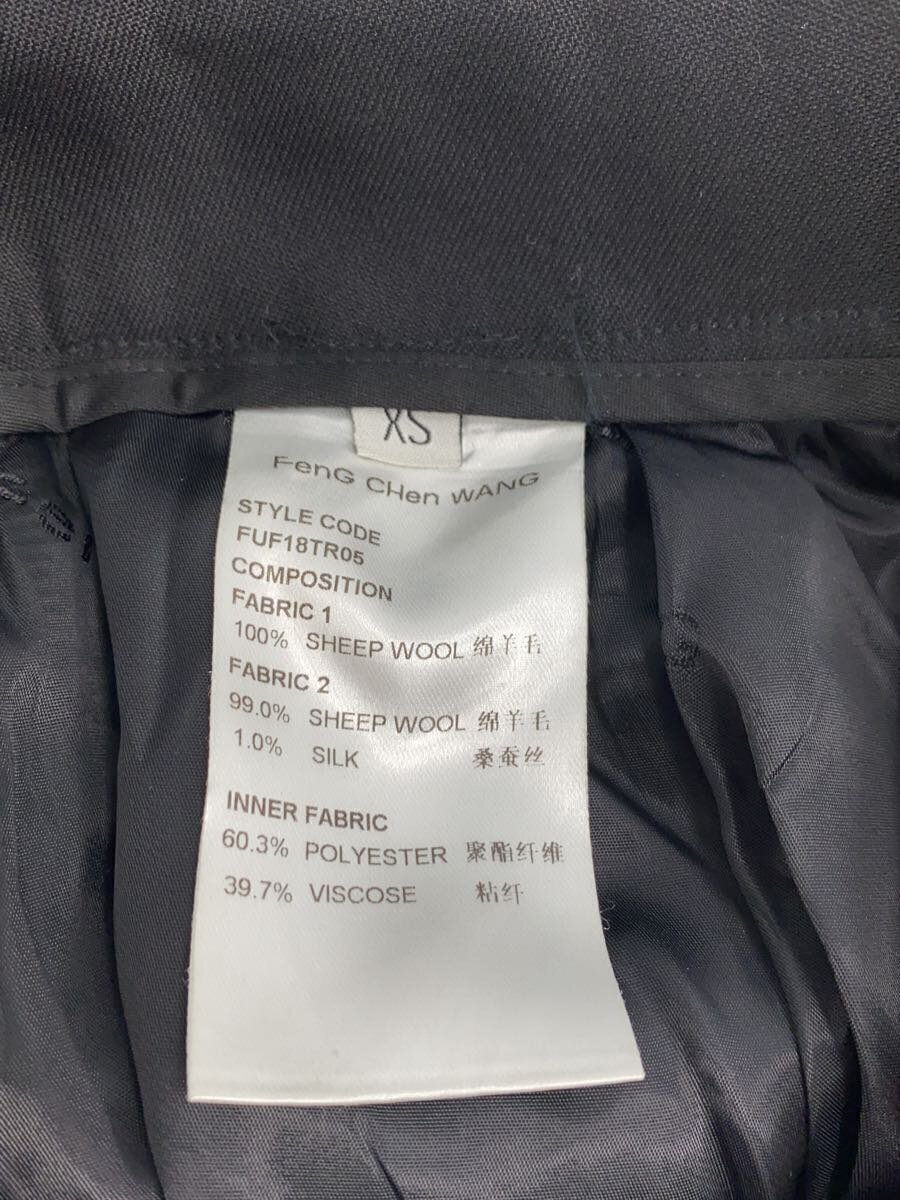 XS
FenG CHen WANG
STYLE CODE
FUF18TR05
COMPOSITION
FABRIC 1
100% SHEEP WOOL 绵羊毛
FABRIC 2
99.0% SHEEP WOOL 绵羊毛
1.0% SILK 桑蚕丝
INNER FABRIC
60.3% POLYESTER 聚酯纤维
39.7% VISCOSE 粘纤